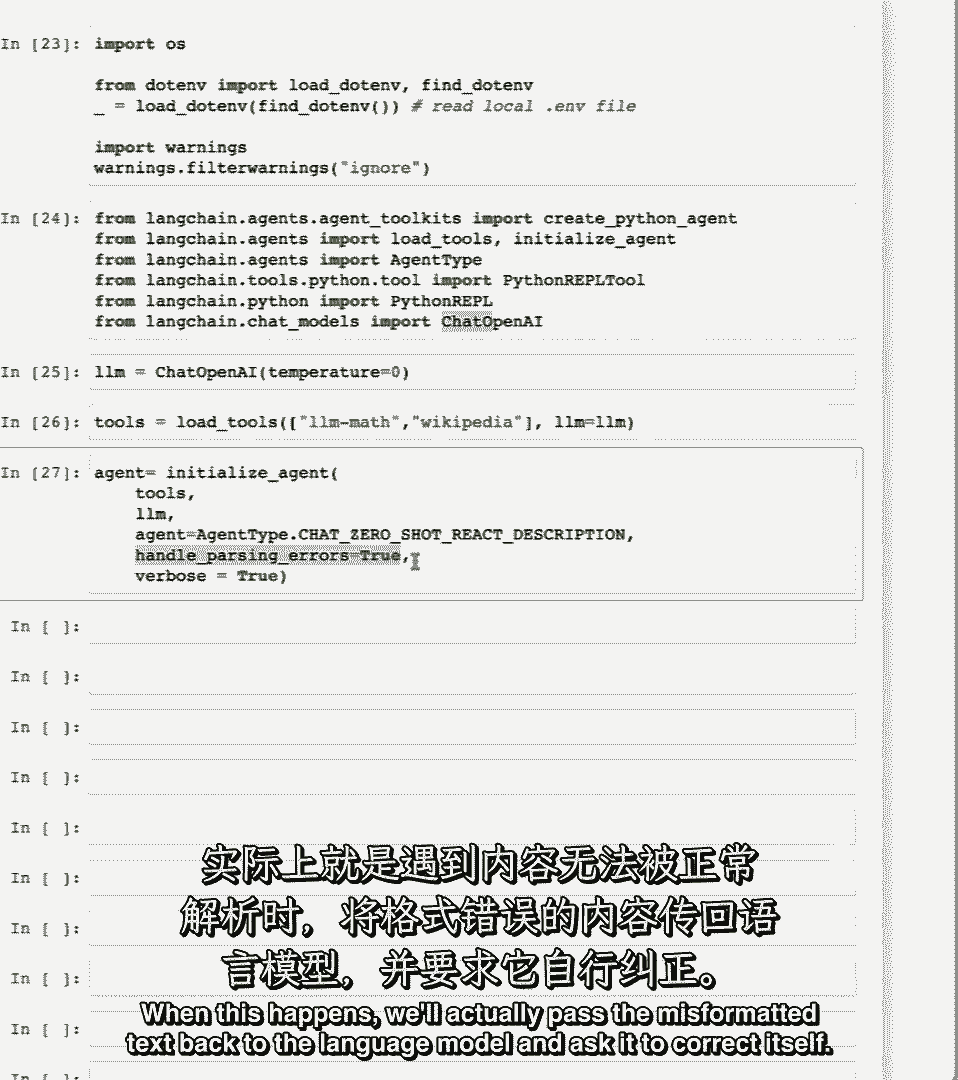 In [23]: import os
from dotenv import load_dotenv, find_dotenv
_ = load_dotenv(find_dotenv()) # read local .env file
import warnings
warnings.filterwarnings("ignore")
In [24]: from langchain.agents.agent_toolkits import create_python_agent
from langchain.agents import load_tools, initialize_agent
from langchain.agents import AgentType
from langchain.tools.python.tool import PythonREPLTool
from langchain.python import PythonREPL
from langchain.chat_models import ChatOpenAI
In [25]: llm = ChatOpenAI(temperature=0)
In [26]: tools = load_tools(["llm-math","wikipedia"], llm=llm)
In [27]: agent= initialize_agent(
tools,
llm,
agent=AgentType.CHAT_ZERO_SHOT_REACT_DESCRIPTION,
handle_parsing_errors=True,
verbose = True)
In [ ]:
In [ ]:
In [ ]:
In [ ]:
In [ ]:
In [ ]:
In [ ]:
In [ ]:
In [ ]:
In [ ]:
实际上就是遇到内容无法被正常
解析时，将格式错误的内容传回语
言模型，并要求它自行纠正。
When this happens, we'll actually pass the misformatted
text back to the language model and ask it to correct itself.